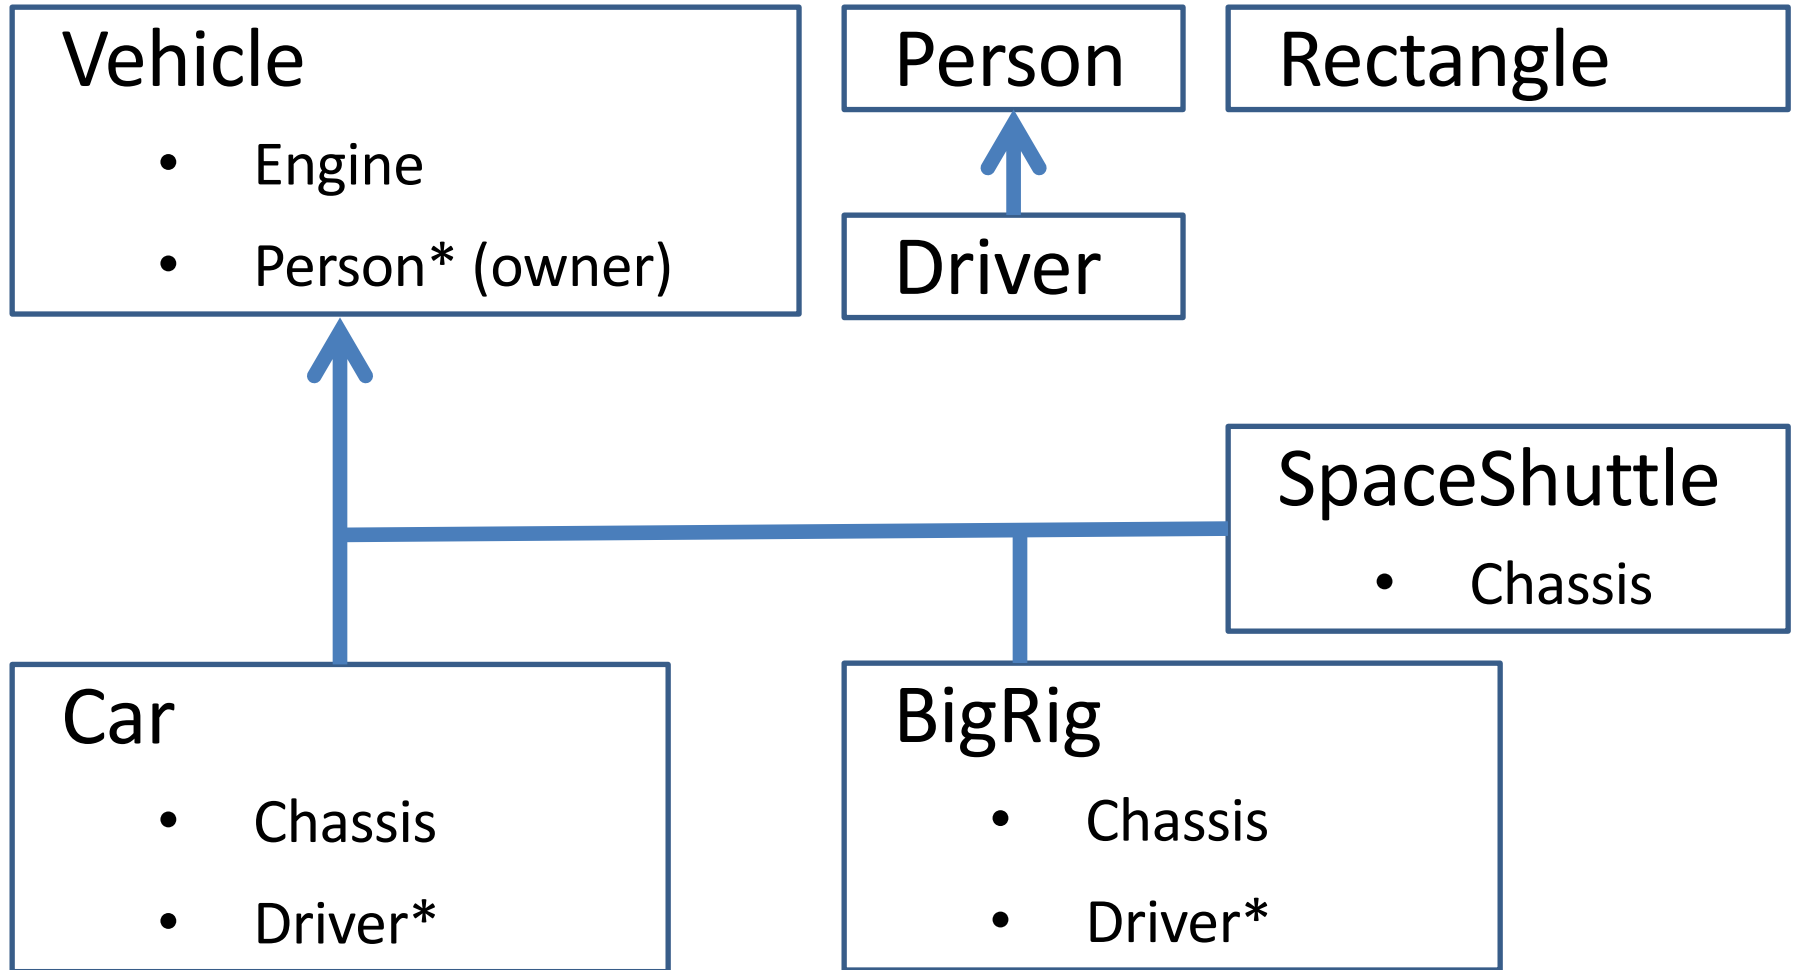 Vehicle
• Engine
• Person* (owner)
Person
Rectangle
Driver
SpaceShuttle
• Chassis
Car
• Chassis
• Driver*
BigRig
• Chassis
• Driver*